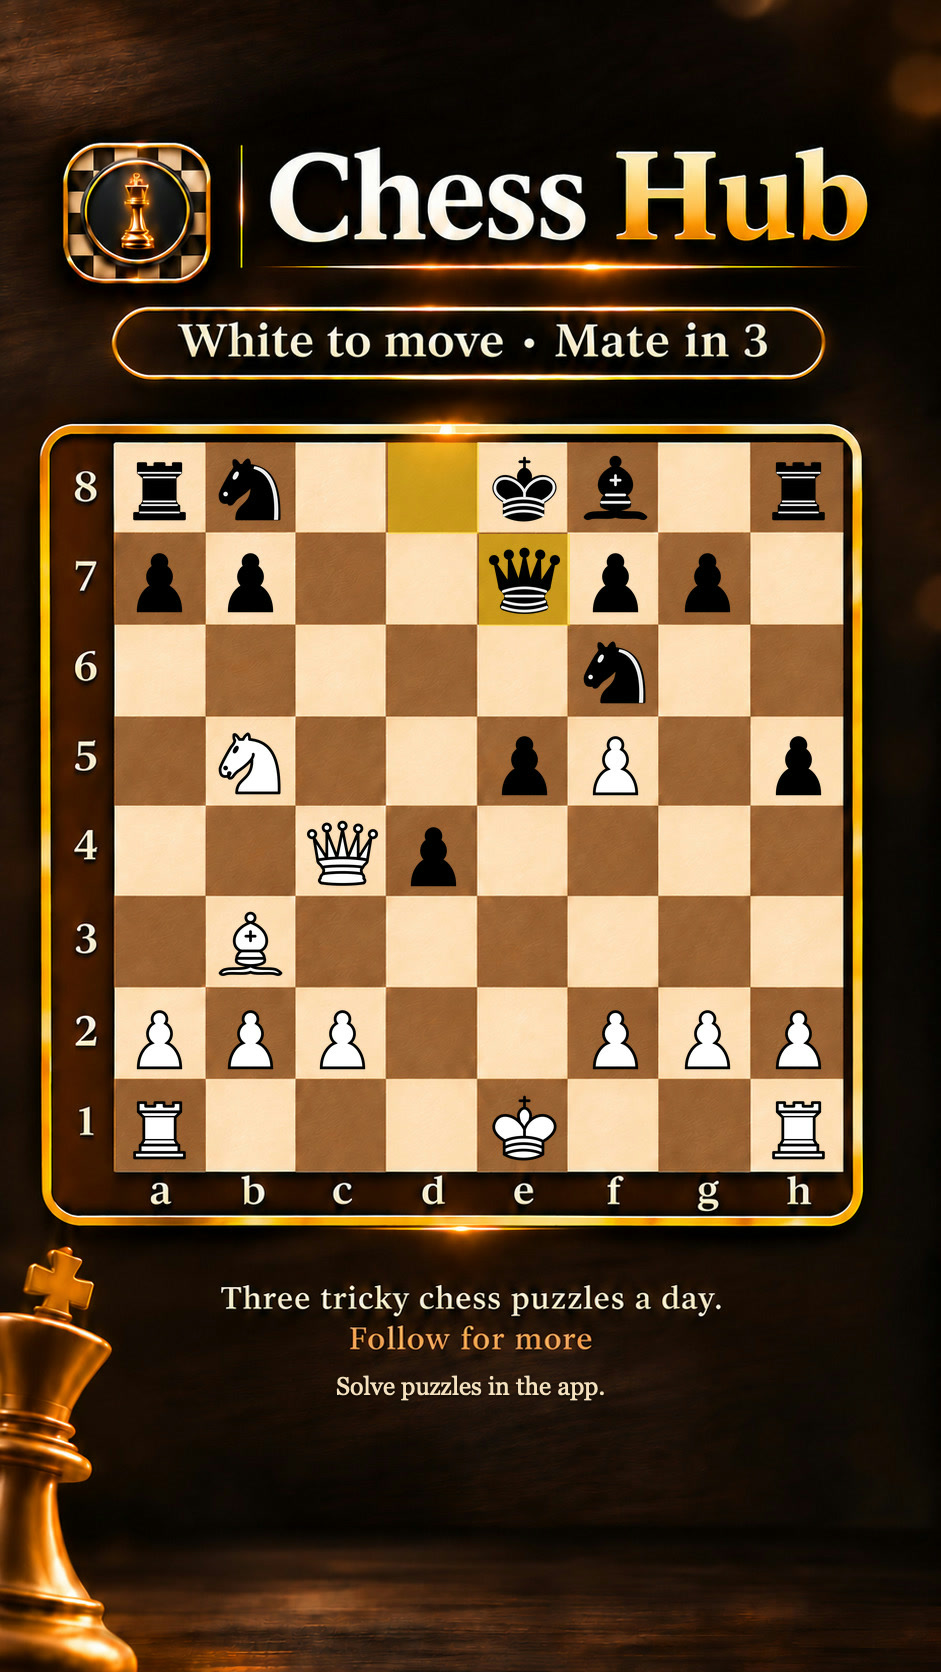 Chess Hub
White to move • Mate in 3
8
7
6
5
4
3
2
1
a b c d e f g h
Three tricky chess puzzles a day.
Follow for more
Solve puzzles in the app.